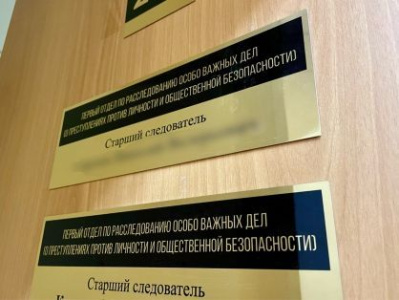 ПЕРВЫЙ ОТДЕЛ ПО РАССЛЕДОВАНИЮ ОСОБО ВАЖНЫХ ДЕЛ
(О ПРЕСТУПЛЕНИЯХ ПРОТИВ ЛИЧНОСТИ И ОБЩЕСТВЕННОЙ БЕЗОПАСНОСТИ)
Старший следователь
ПЕРВЫЙ ОТДЕЛ ПО РАССЛЕДОВАНИЮ ОСОБО ВАЖНЫХ ДЕЛ
(О ПРЕСТУПЛЕНИЯХ ПРОТИВ ЛИЧНОСТИ И ОБЩЕСТВЕННОЙ БЕЗОПАСНОСТИ)
Старший следователь